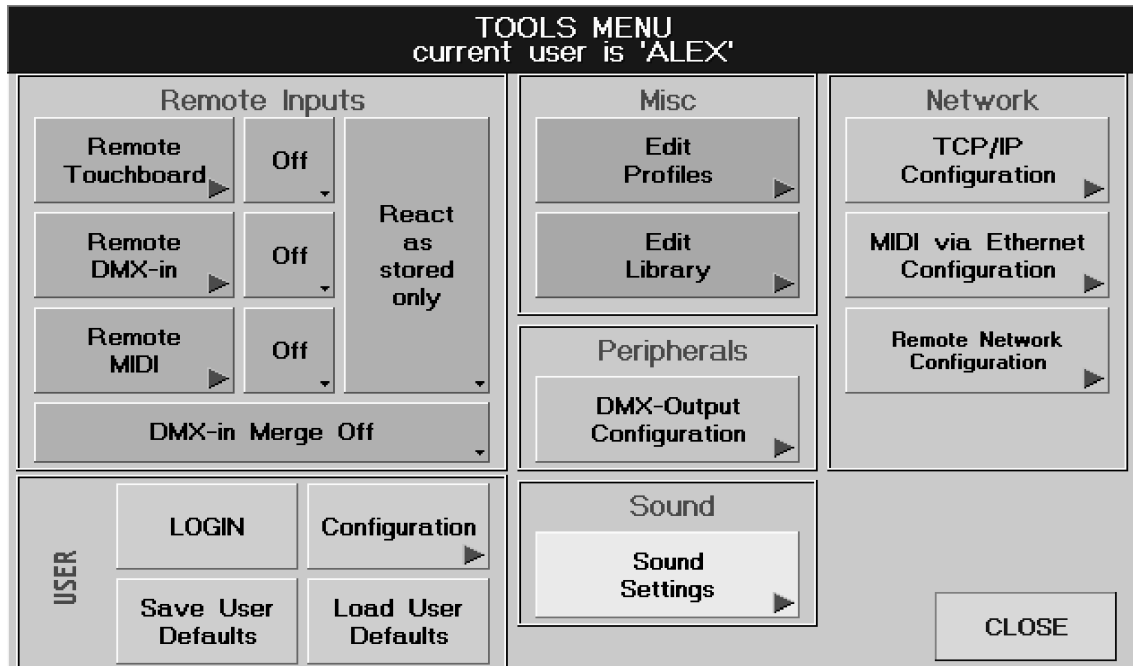 TOOLS MENU
current user is 'ALEX'
Remote Inputs
Remote
Touchboard
Off
Remote
DMX-in
Off
Remote
MIDI
Off
React
as
stored
only
DMX-in Merge Off
Misc
Edit
Profiles
Edit
Library
Peripherals
DMX-Output
Configuration
Sound
Sound
Settings
Network
TCP/IP
Configuration
MIDI via Ethernet
Configuration
Remote Network
Configuration
USER
LOGIN
Configuration
Save User
Defaults
Load User
Defaults
CLOSE